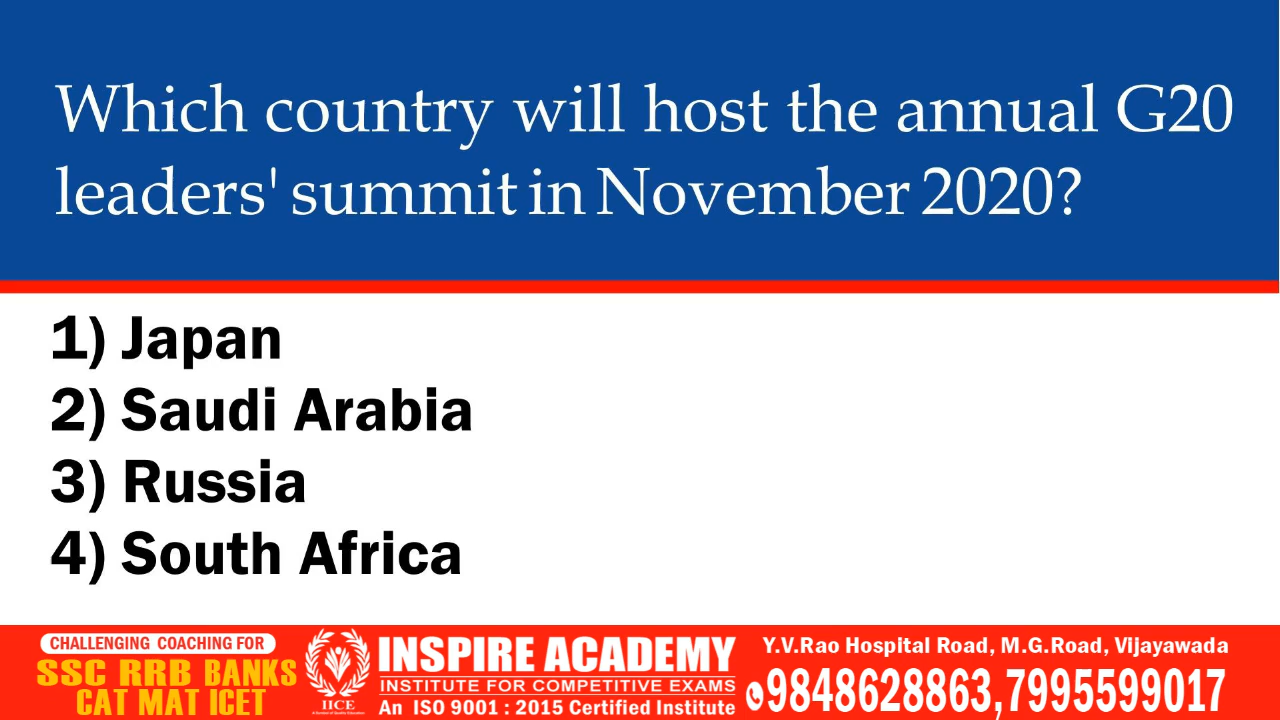 Which country will host the annual G20
leaders' summit in November 2020?
1) Japan
2) Saudi Arabia
3) Russia
4) South Africa
CHALLENGING COACHING FOR
SSC RRB BANKS
CAT MAT ICET
IICE
INSPIRE ACADEMY
INSTITUTE FOR COMPETITIVE EXAMS
An ISO 9001 : 2015 Certified Institute
Y.V.Rao Hospital Road, M.G.Road, Vijayawada
9848628863,7995599017